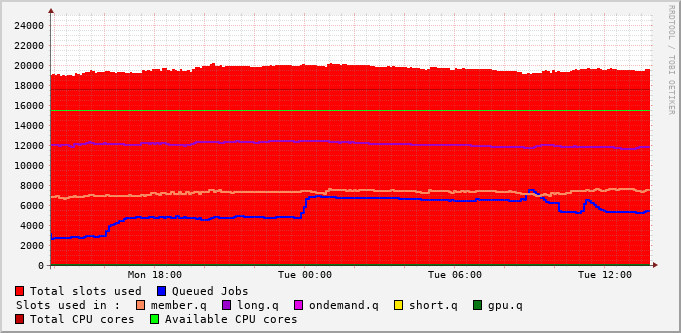 24000
22000
20000
18000
16000
14000
12000
10000
8000
6000
4000
2000
0
Mon 18:00 Tue 00:00 Tue 06:00 Tue 12:00
RRDTOOL / TOBI OETIKER
Total slots used Queued Jobs
Slots used in : member.q long.q ondemand.q short.q gpu.q
Total CPU cores Available CPU cores